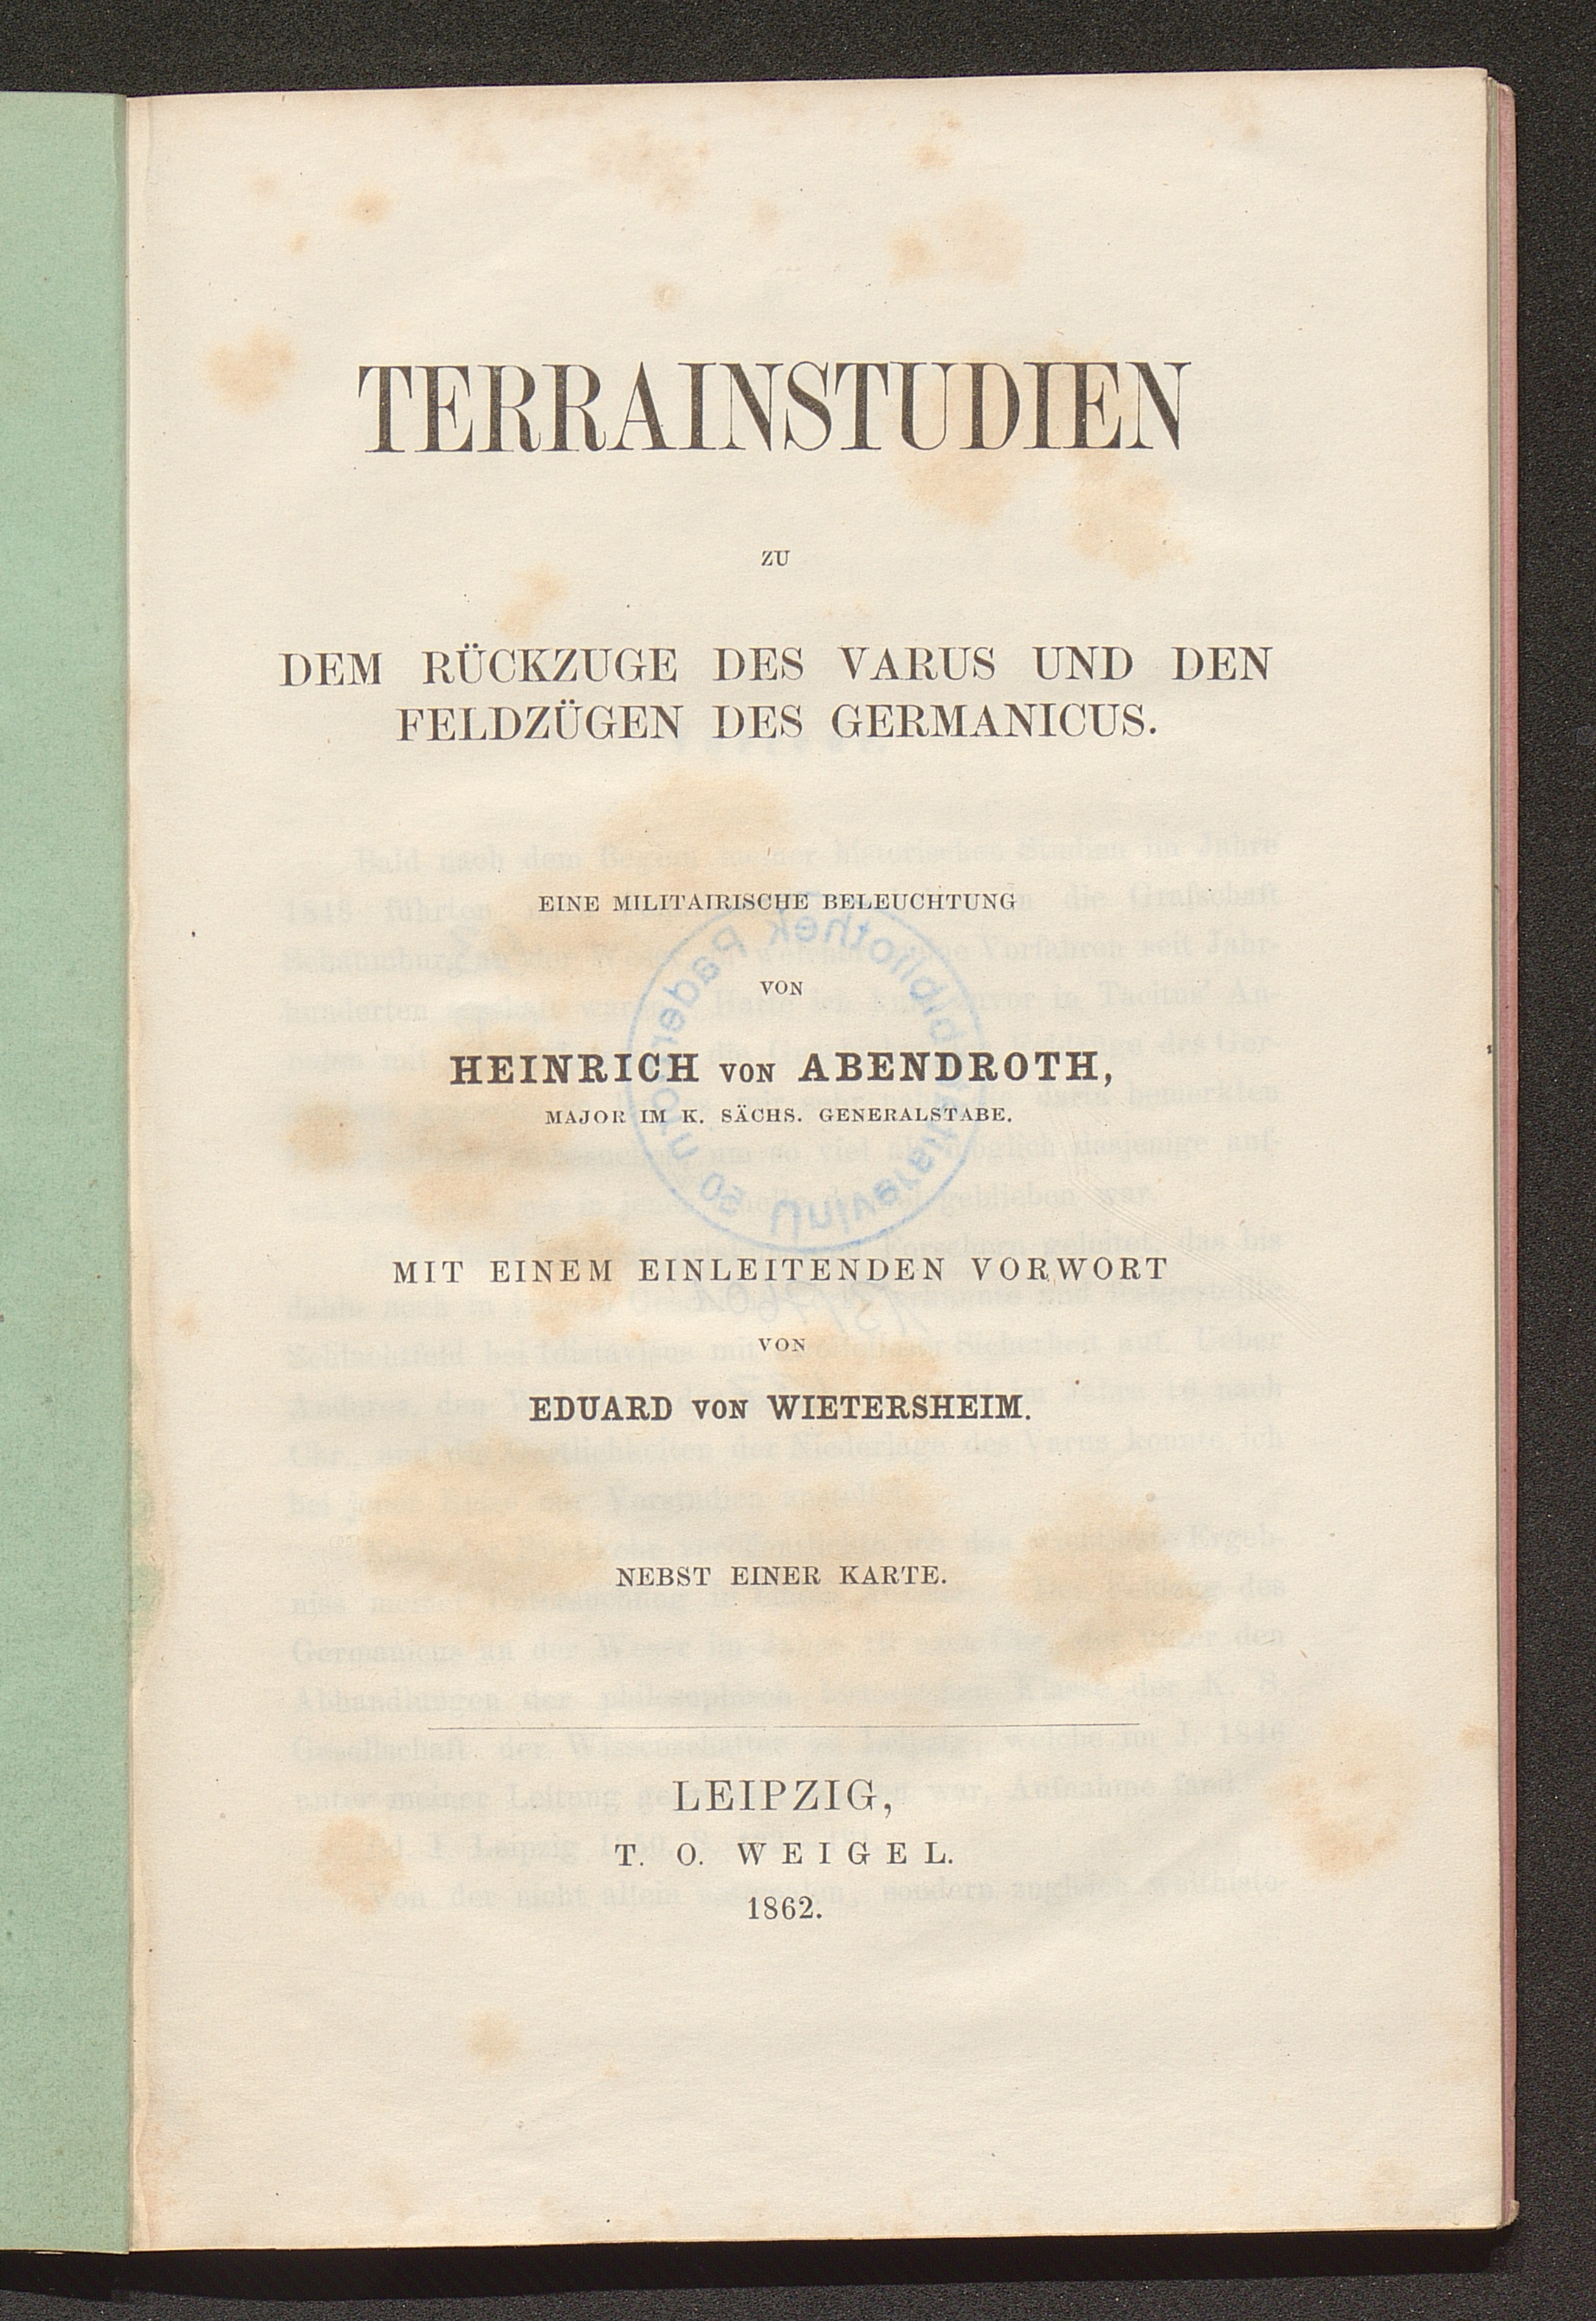 TERRAINSTUDIEN
ZU
DEM RÜCKZUGE DES VARUS UND DEN
FELDZÜGEN DES GERMANICUS.
EINE MILITAIRISCHE BELEUCHTUNG
VON
HEINRICH VON ABENDROTH,
MAJOR IM K. SÄCHS. GENERALSTABE.
MIT EINEM EINLEITENDEN VORWORT
VON
EDUARD VON WIETERSHEIM.
NEBST EINER KARTE.
LEIPZIG,
T. O. WEIGEL.
1862.